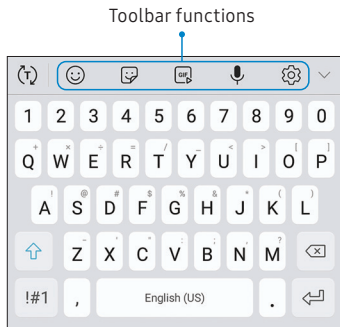 Toolbar functions
T GIF
1 2 3 4 5 6 7 8 9 0
+ × ÷ = / _ < > [ ]
Q W E R T Y U I O P
! @ # $ % & * ( )
A S D F G H J K L
- ' " : ; , ?
Z X C V B N M
!#1 , English (US) .